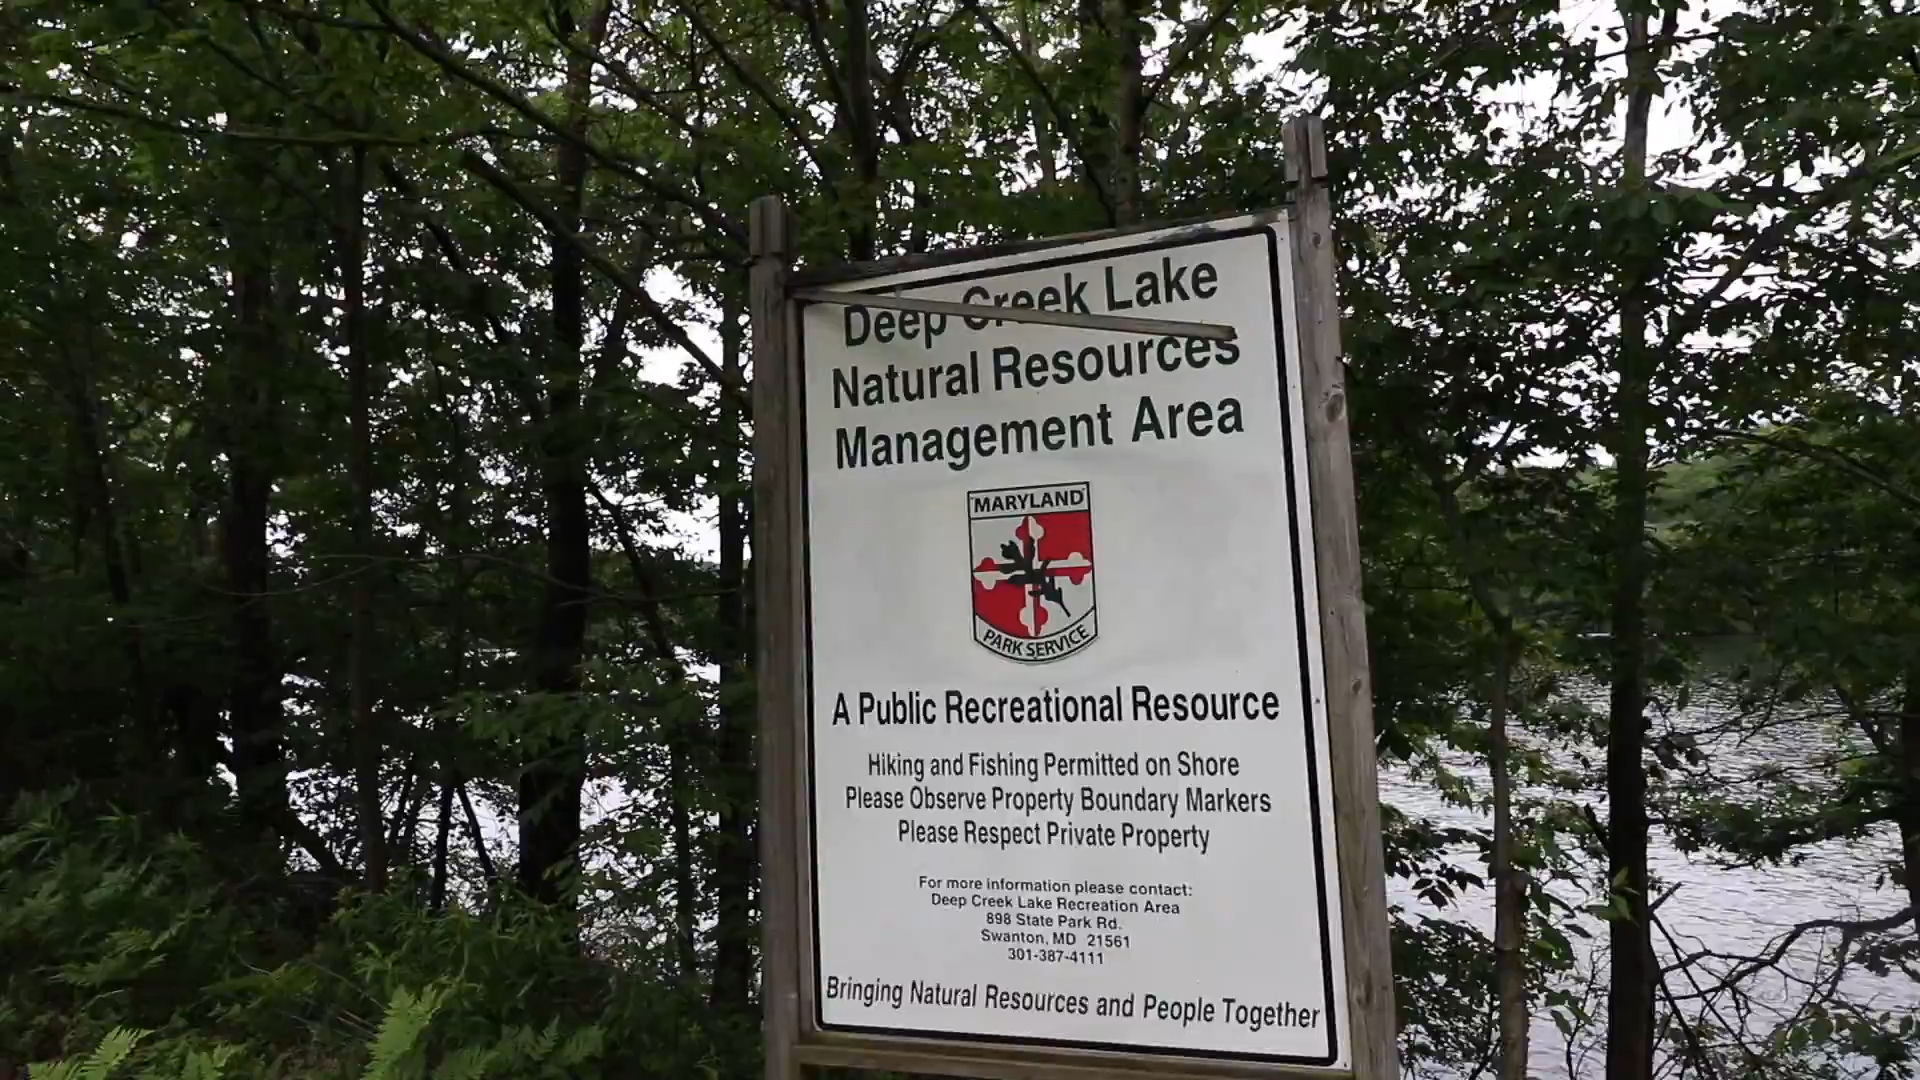 Deep Creek Lake
Natural Resources
Management Area
MARYLAND
PARK SERVICE
A Public Recreational Resource
Hiking and Fishing Permitted on Shore
Please Observe Property Boundary Markers
Please Respect Private Property
For more information please contact:
Deep Creek Lake Recreation Area
898 State Park Rd.
Swanton, MD 21561
301-387-4111
Bringing Natural Resources and People Together